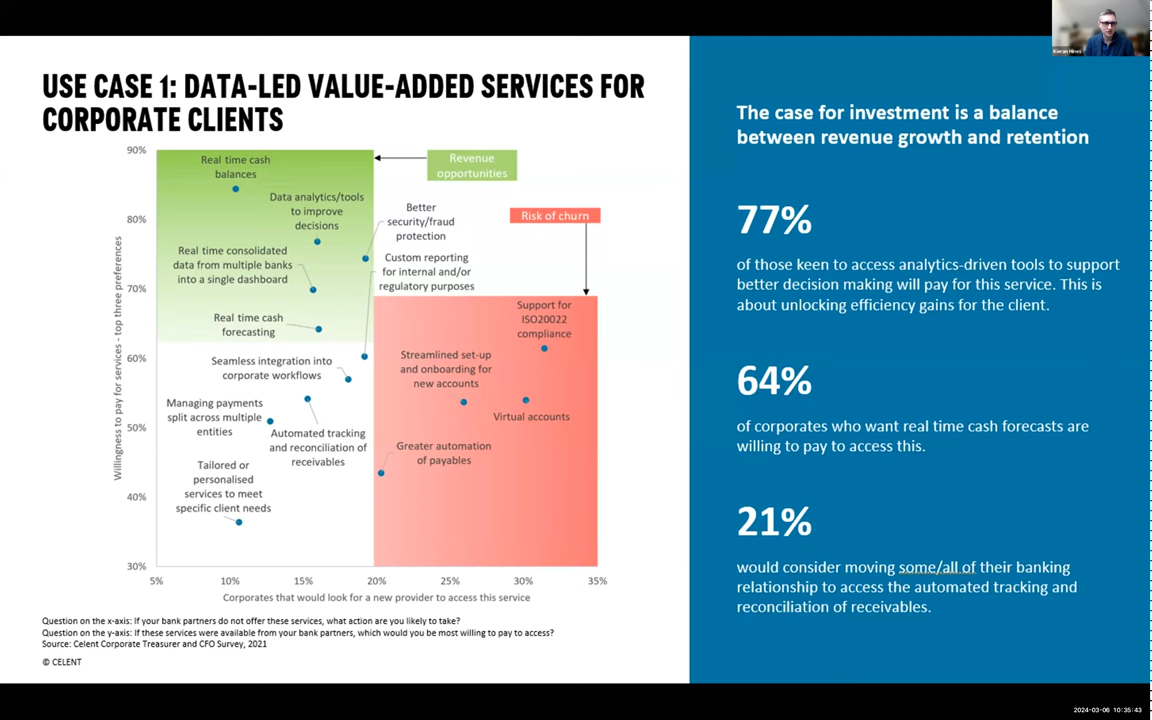 Kieran Hines
USE CASE 1: DATA-LED VALUE-ADDED SERVICES FOR
CORPORATE CLIENTS
90%
80%
70%
60%
50%
40%
30%
Willingness to pay for services - top three preferences
Real time cash
balances
Revenue
opportunities
Data analytics/tools
to improve
decisions
Better
security/fraud
protection
Risk of churn
Real time consolidated
data from multiple banks
into a single dashboard
Custom reporting
for internal and/or
regulatory purposes
Real time cash
forecasting
Support for
ISO20022
compliance
Seamless integration into
corporate workflows
Streamlined set-up
and onboarding for
new accounts
Managing payments
split across multiple
entities
Virtual accounts
Automated tracking
and reconciliation of
receivables
Greater automation
of payables
Tailored or
personalised
services to meet
specific client needs
5%
10%
15%
20%
25%
30%
35%
Corporates that would look for a new provider to access this service
Question on the x-axis: If your bank partners do not offer these services, what action are you likely to take?
Question on the y-axis: If these services were available from your bank partners, which would you be most willing to pay to access?
Source: Celent Corporate Treasurer and CFO Survey, 2021
© CELENT
The case for investment is a balance
between revenue growth and retention
77%
of those keen to access analytics-driven tools to support
better decision making will pay for this service. This is
about unlocking efficiency gains for the client.
64%
of corporates who want real time cash forecasts are
willing to pay to access this.
21%
would consider moving some/all of their banking
relationship to access the automated tracking and
reconciliation of receivables.
2024-03-06 10:35:43